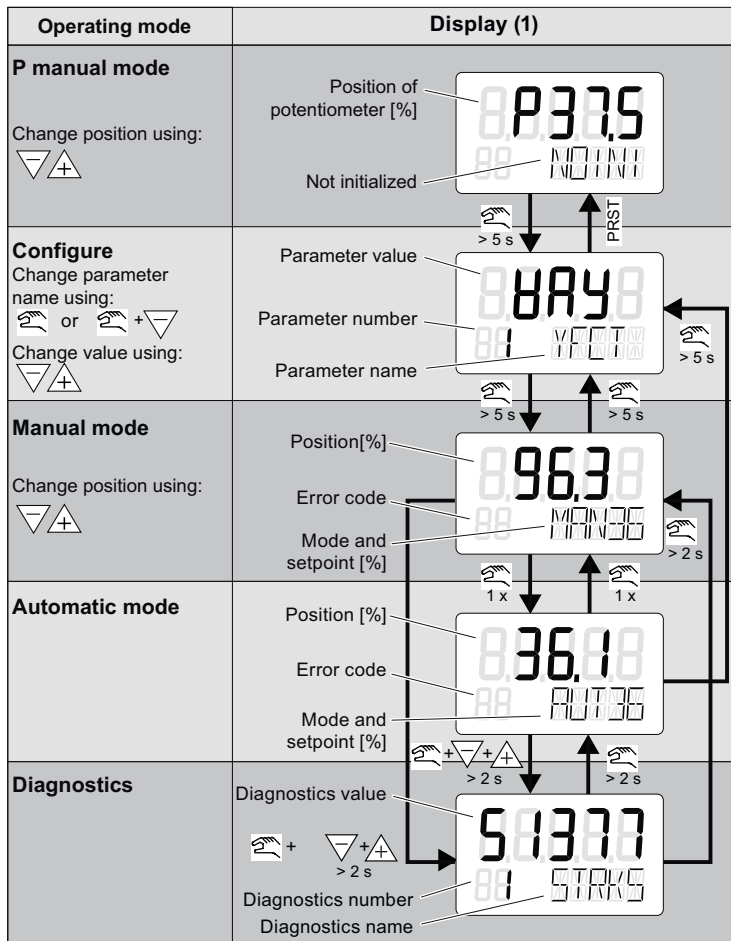 Operating mode
Display (1)
P manual mode
Change position using:
− +
Position of
potentiometer [%]
Not initialized
P37.5
NOINI
> 5 s
PRST
Configure
Change parameter
name using:
or + −
Change value using:
− +
Parameter value
Parameter number
Parameter name
WAY
1 YFCT
> 5 s
> 5 s
> 5 s
Manual mode
Change position using:
− +
Position[%]
Error code
Mode and
setpoint [%]
96.3
MAN36
> 2 s
1 x
1 x
Automatic mode
Position [%]
Error code
Mode and
setpoint [%]
36.1
AUT36
+ − + +
> 2 s
> 2 s
Diagnostics
Diagnostics value
+ − + +
> 2 s
Diagnostics number
Diagnostics name
51377
1 STRKS